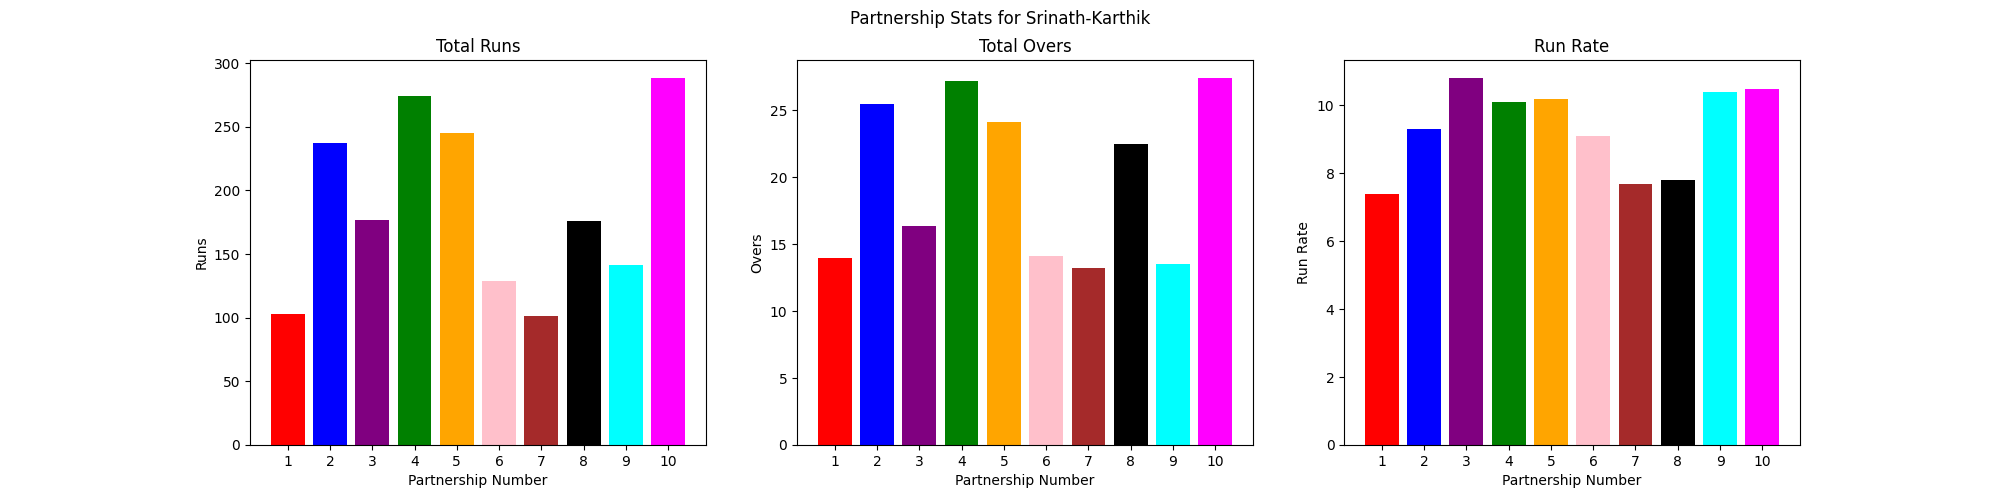 Partnership Stats for Srinath-Karthik
Total Runs
300
250
200
150
100
50
0
Runs
1 2 3 4 5 6 7 8 9 10
Partnership Number
Total Overs
25
20
15
10
5
0
Overs
1 2 3 4 5 6 7 8 9 10
Partnership Number
Run Rate
10
8
6
4
2
0
Run Rate
1 2 3 4 5 6 7 8 9 10
Partnership Number